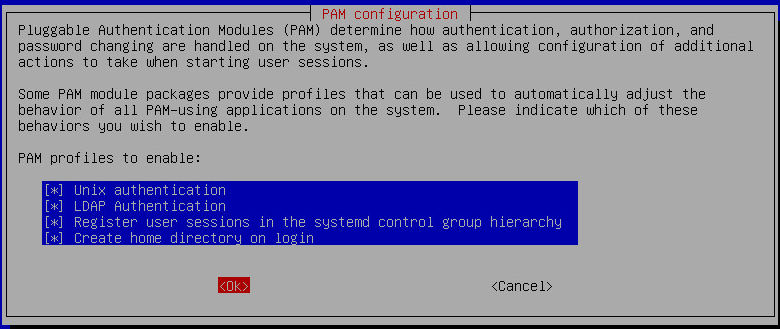 PAM configuration
Pluggable Authentication Modules (PAM) determine how authentication, authorization, and
password changing are handled on the system, as well as allowing configuration of additional
actions to take when starting user sessions.
Some PAM module packages provide profiles that can be used to automatically adjust the
behavior of all PAM-using applications on the system.  Please indicate which of these
behaviors you wish to enable.
PAM profiles to enable:
[*] Unix authentication
[*] LDAP Authentication
[*] Register user sessions in the systemd control group hierarchy
[*] Create home directory on login
<Ok> <Cancel>